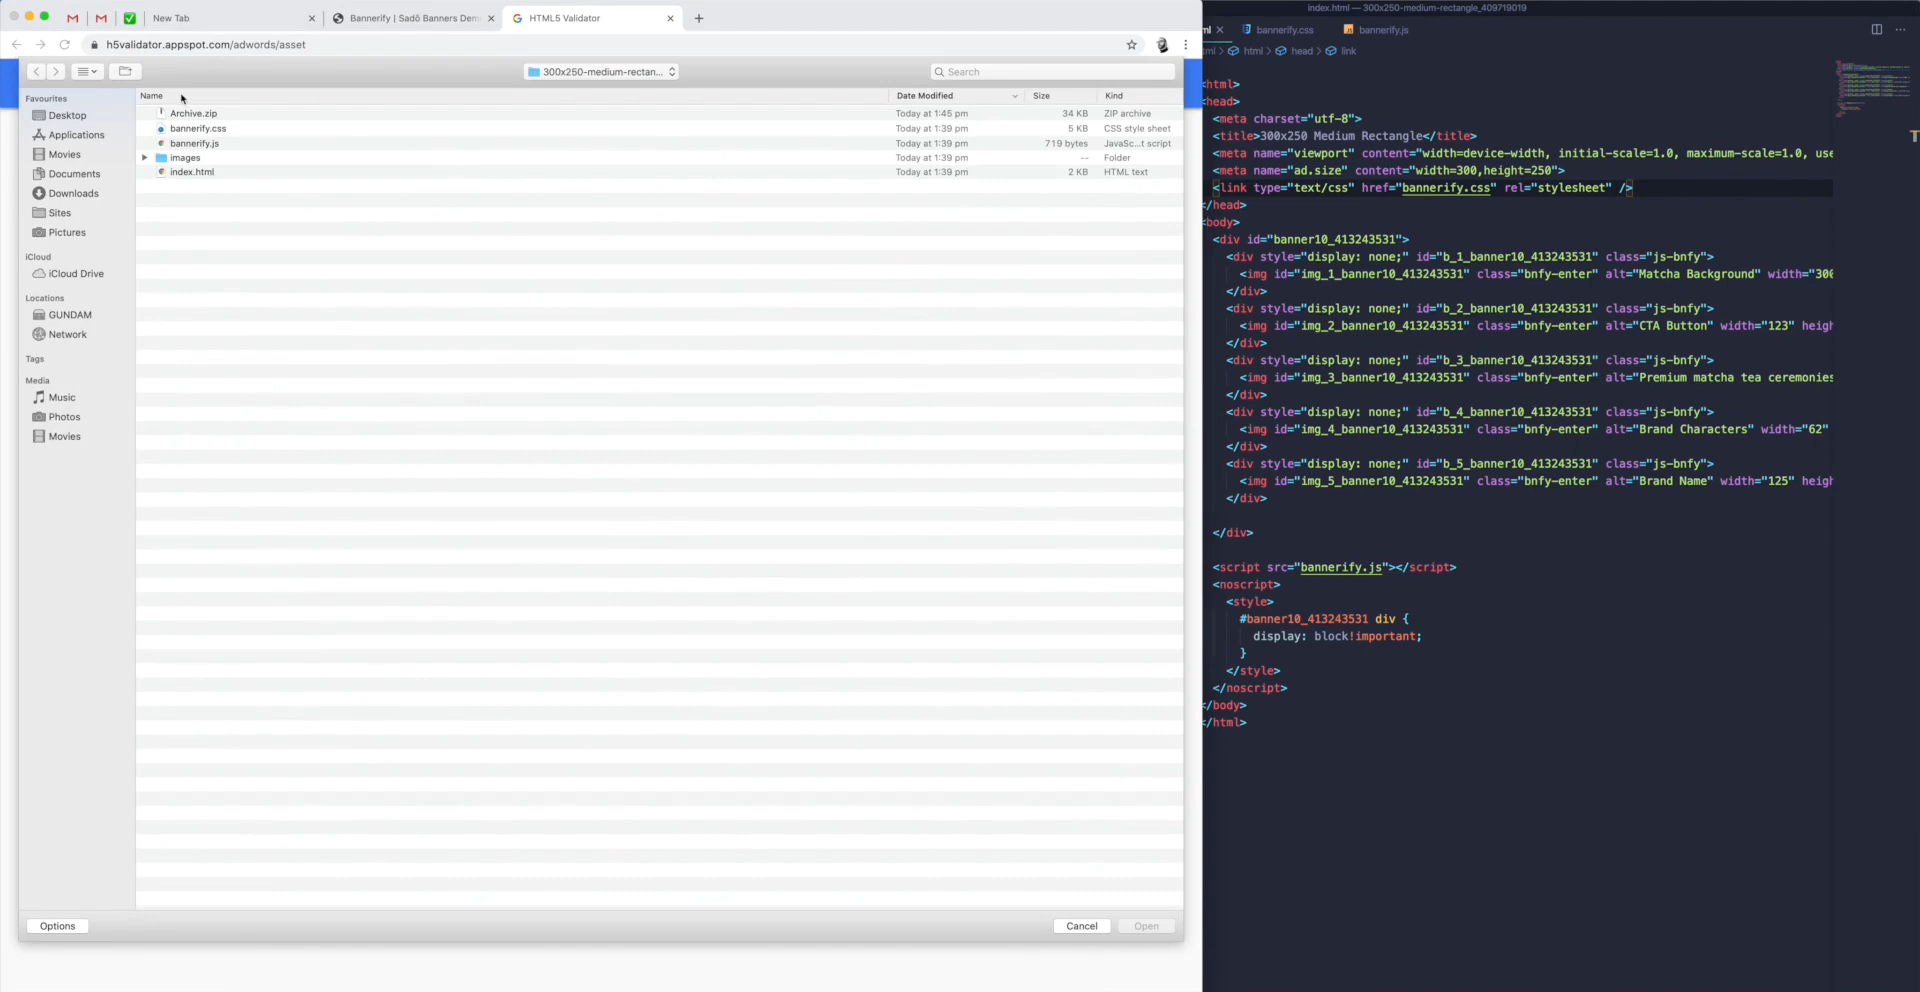 New Tab
Bannerify | Sadō Banners Dem
HTML5 Validator
h5validator.appspot.com/adwords/asset
300x250-medium-rectan...
Search
Favourites
Desktop
Applications
Movies
Documents
Downloads
Sites
Pictures
iCloud
iCloud Drive
Locations
GUNDAM
Network
Tags
Media
Music
Photos
Movies
Name Date Modified Size Kind
Archive.zip Today at 1:45 pm 34 KB ZIP archive
bannerify.css Today at 1:39 pm 5 KB CSS style sheet
bannerify.js Today at 1:39 pm 719 bytes JavaSc...t script
images Today at 1:39 pm -- Folder
index.html Today at 1:39 pm 2 KB HTML text
Options
Cancel
Open
index.html — 300x250-medium-rectangle_409719019
ml bannerify.css bannerify.js
tml > html > head > link
<html>
<head>
<meta charset="utf-8">
<title>300x250 Medium Rectangle</title>
<meta name="viewport" content="width=device-width, initial-scale=1.0, maximum-scale=1.0, use
<meta name="ad.size" content="width=300,height=250">
<link type="text/css" href="bannerify.css" rel="stylesheet" />
</head>
<body>
<div id="banner10_413243531">
<div style="display: none;" id="b_1_banner10_413243531" class="js-bnfy">
<img id="img_1_banner10_413243531" class="bnfy-enter" alt="Matcha Background" width="300
</div>
<div style="display: none;" id="b_2_banner10_413243531" class="js-bnfy">
<img id="img_2_banner10_413243531" class="bnfy-enter" alt="CTA Button" width="123" heigh
</div>
<div style="display: none;" id="b_3_banner10_413243531" class="js-bnfy">
<img id="img_3_banner10_413243531" class="bnfy-enter" alt="Premium matcha tea ceremonies
</div>
<div style="display: none;" id="b_4_banner10_413243531" class="js-bnfy">
<img id="img_4_banner10_413243531" class="bnfy-enter" alt="Brand Characters" width="62"
</div>
<div style="display: none;" id="b_5_banner10_413243531" class="js-bnfy">
<img id="img_5_banner10_413243531" class="bnfy-enter" alt="Brand Name" width="125" heigh
</div>
</div>
<script src="bannerify.js"></script>
<noscript>
<style>
#banner10_413243531 div {
display: block!important;
}
</style>
</noscript>
</body>
</html>